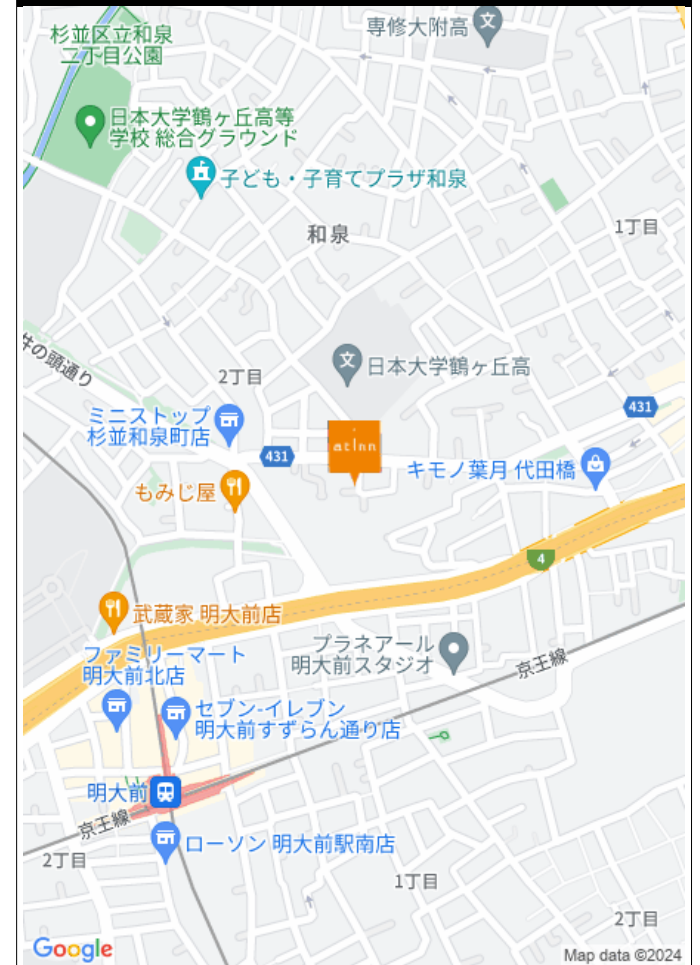 専修大附高
杉並区立和泉
二丁目公園
日本大学鶴ヶ丘高等
学校 総合グラウンド
子ども・子育てプラザ和泉
1丁目
和泉
井の頭通り
日本大学鶴ヶ丘高
2丁目
431
ミニストップ
杉並和泉町店
atinn
431
キモノ葉月 代田橋
もみじ屋
4
武蔵家 明大前店
プラネアール
明大前スタジオ
ファミリーマート
明大前北店
京王線
セブン-イレブン
明大前すずらん通り店
明大前
京王線
ローソン 明大前駅南店
2丁目
1丁目
2丁目
Google
Map data ©2024